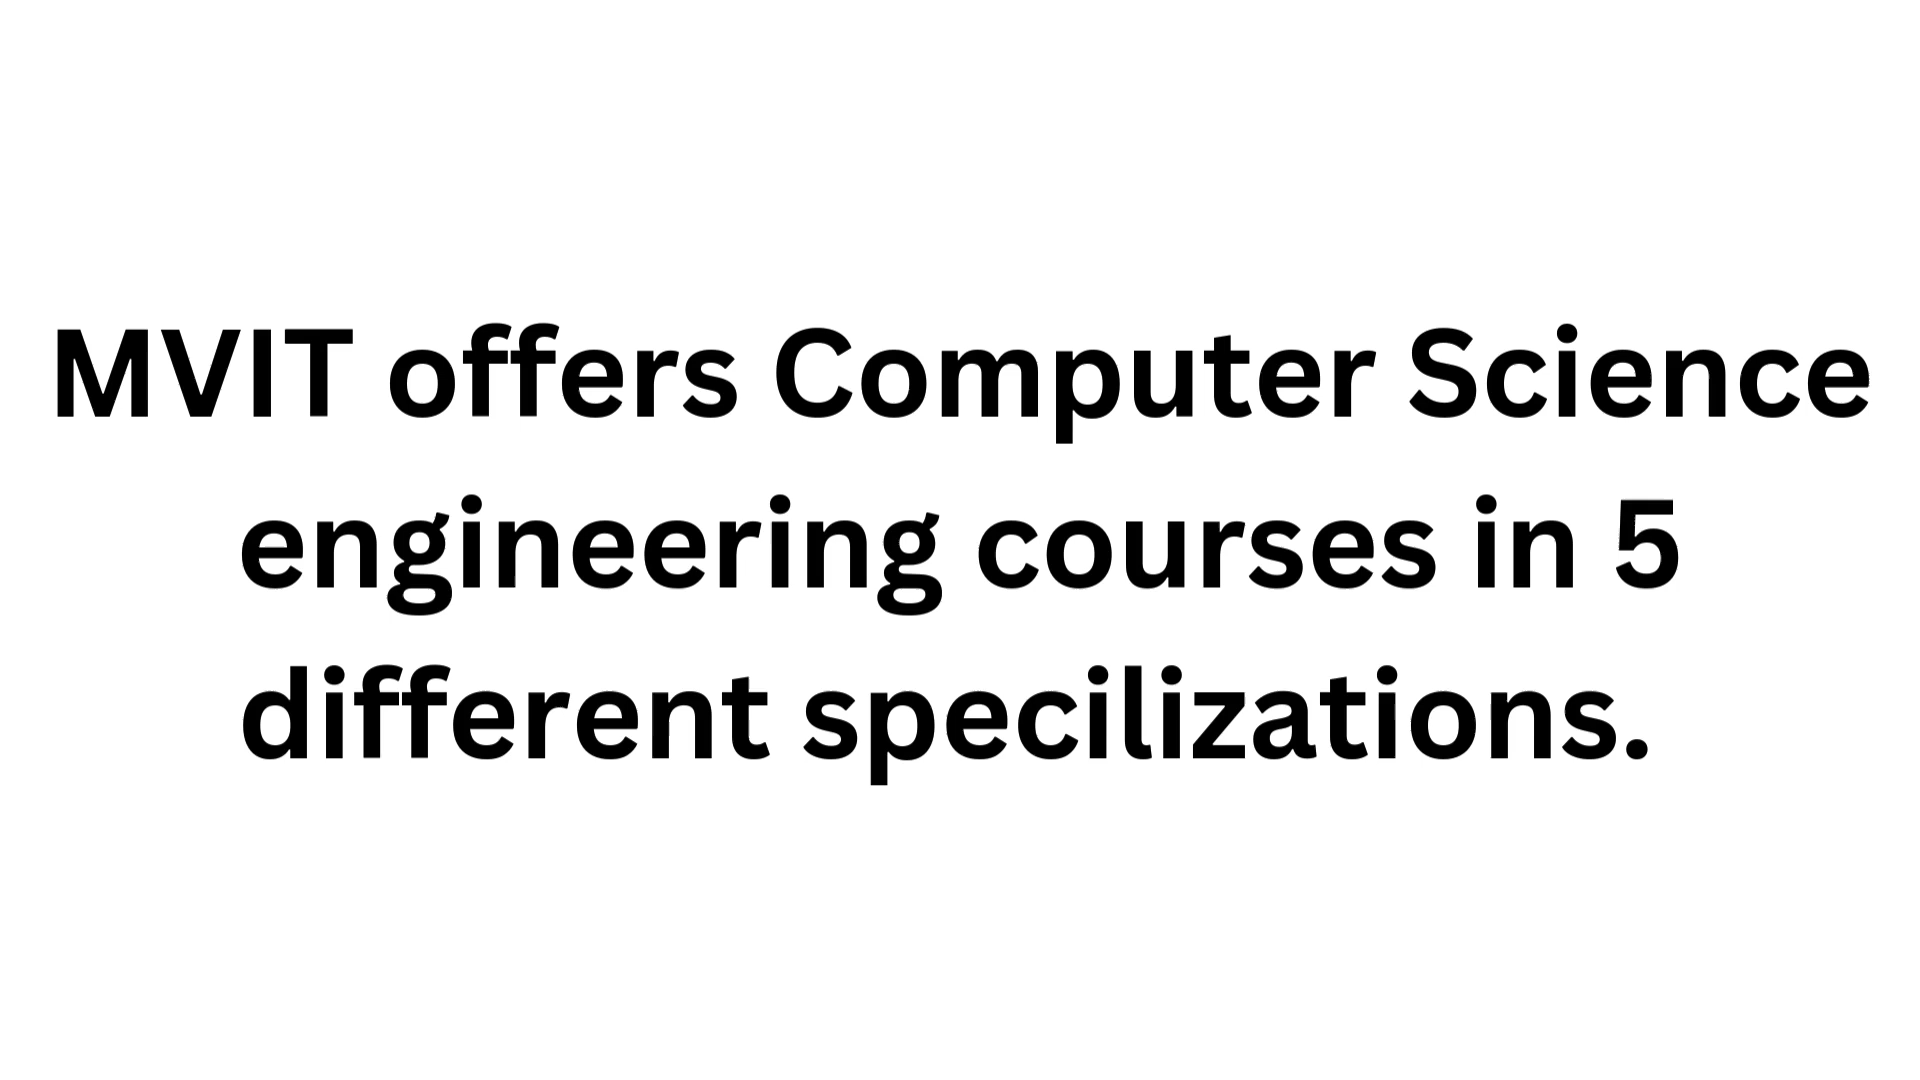 MVIT offers Computer Science
engineering courses in 5
different specilizations.